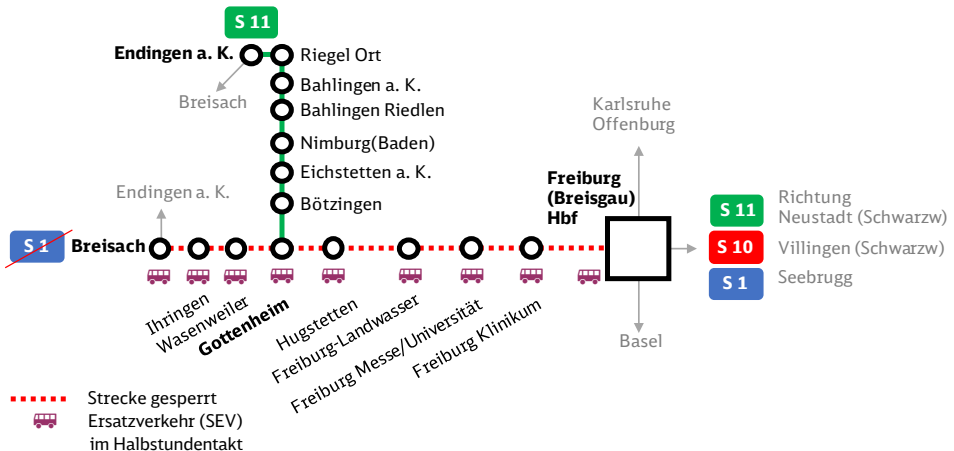 S 11
Endingen a. K.
Riegel Ort
Breisach
Bahlingen a. K.
Bahlingen Riedlen
Nimburg(Baden)
Eichstetten a. K.
Bötzingen
Karlsruhe
Offenburg
Endingen a. K.
Freiburg
(Breisgau)
Hbf
S 11
Richtung
Neustadt (Schwarzw)
S 1
Breisach
S 10
Villingen (Schwarzw)
S 1
Seebrugg
Ihringen
Wasenweiler
Gottenheim
Hugstetten
Freiburg-Landwasser
Freiburg Messe/Universität
Freiburg Klinikum
Basel
Strecke gesperrt
Ersatzverkehr (SEV)
im Halbstundentakt